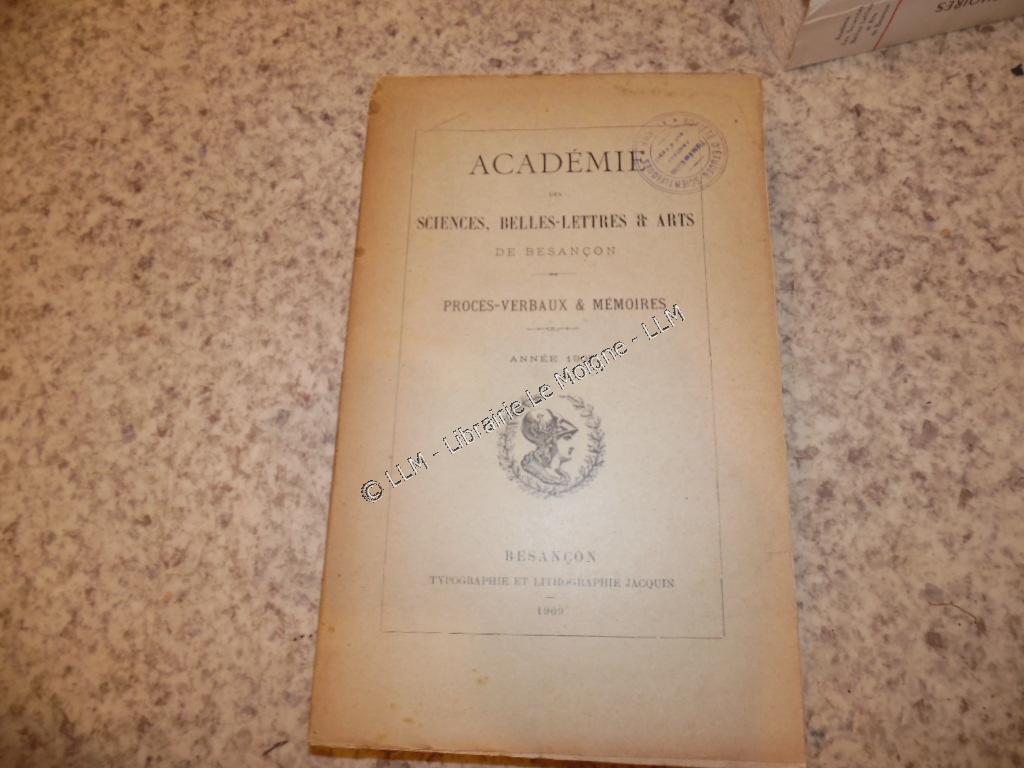 ACADÉMIE
DES
SCIENCES, BELLES-LETTRES & ARTS
DE BESANÇON
PROCÈS-VERBAUX & MÉMOIRES
ANNÉE
BESANÇON
TYPOGRAPHIE ET LITHOGRAPHIE JACQUIN
1909
© LLM - Librairie Le Moigne - LLM